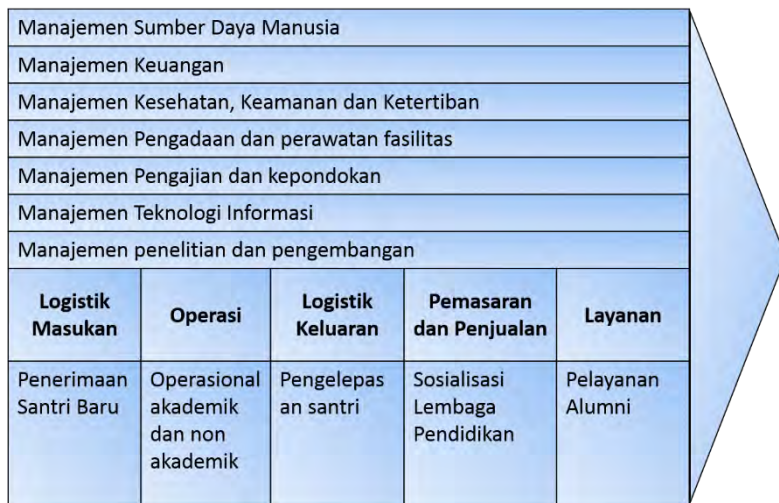 Manajemen Sumber Daya Manusia
Manajemen Keuangan
Manajemen Kesehatan, Keamanan dan Ketertiban
Manajemen Pengadaan dan perawatan fasilitas
Manajemen Pengajian dan kepondokan
Manajemen Teknologi Informasi
Manajemen penelitian dan pengembangan
Logistik
Masukan
Operasi
Logistik
Keluaran
Pemasaran
dan Penjualan
Layanan
Penerimaan
Santri Baru
Operasional
akademik
dan non
akademik
Pengelepas
an santri
Sosialisasi
Lembaga
Pendidikan
Pelayanan
Alumni